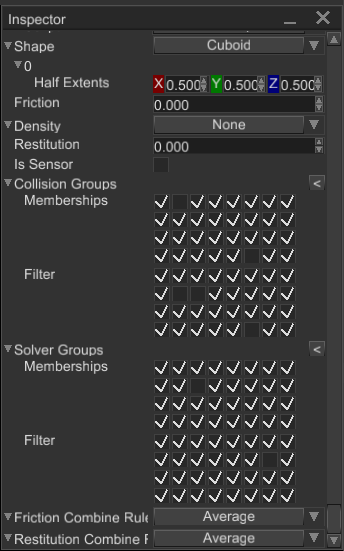 Inspector
Shape
Cuboid
0
Half Extents
X 0.500 Y 0.500 Z 0.500
Friction
0.000
Density
None
Restitution
0.000
Is Sensor
Collision Groups
<
Memberships
Filter
Solver Groups
<
Memberships
Filter
Friction Combine Rule
Average
Restitution Combine
Average